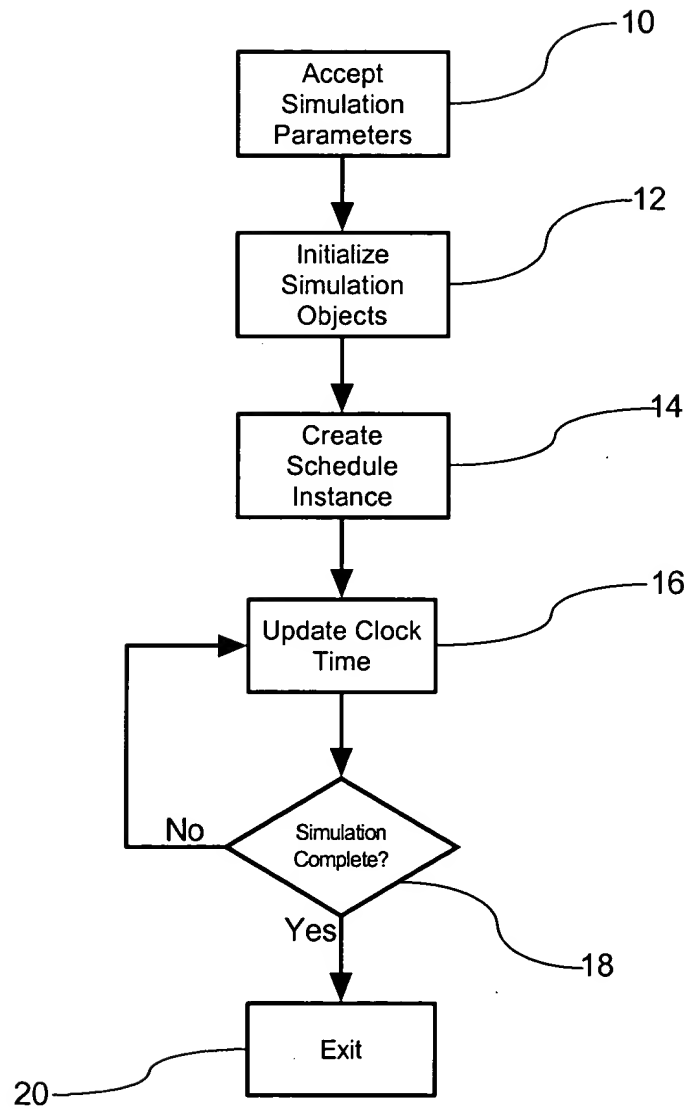 10
Accept
Simulation
Parameters
12
Initialize
Simulation
Objects
14
Create
Schedule
Instance
16
Update Clock
Time
No
Simulation
Complete?
Yes
18
Exit
20